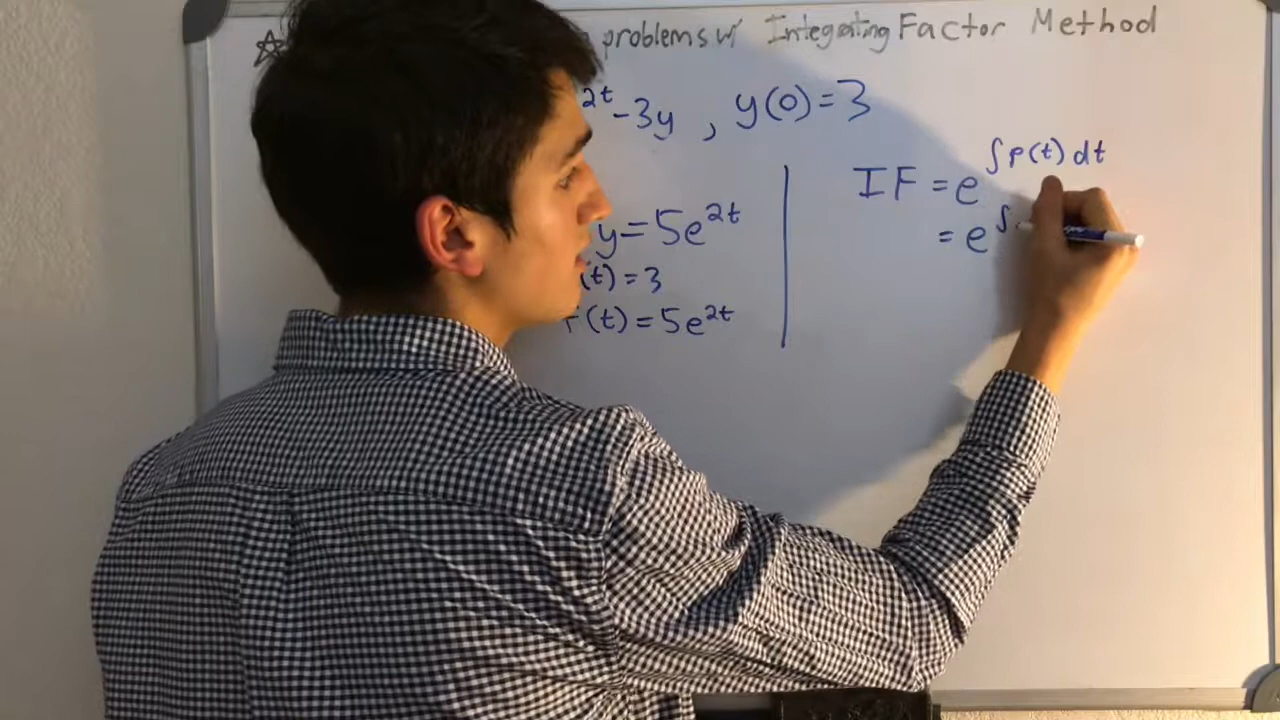 problems w/ Integrating Factor Method
2t - 3y , y(0) = 3
IF = e^∫p(t) dt
y = 5e^2t
= e^∫
(t) = 3
(t) = 5e^2t